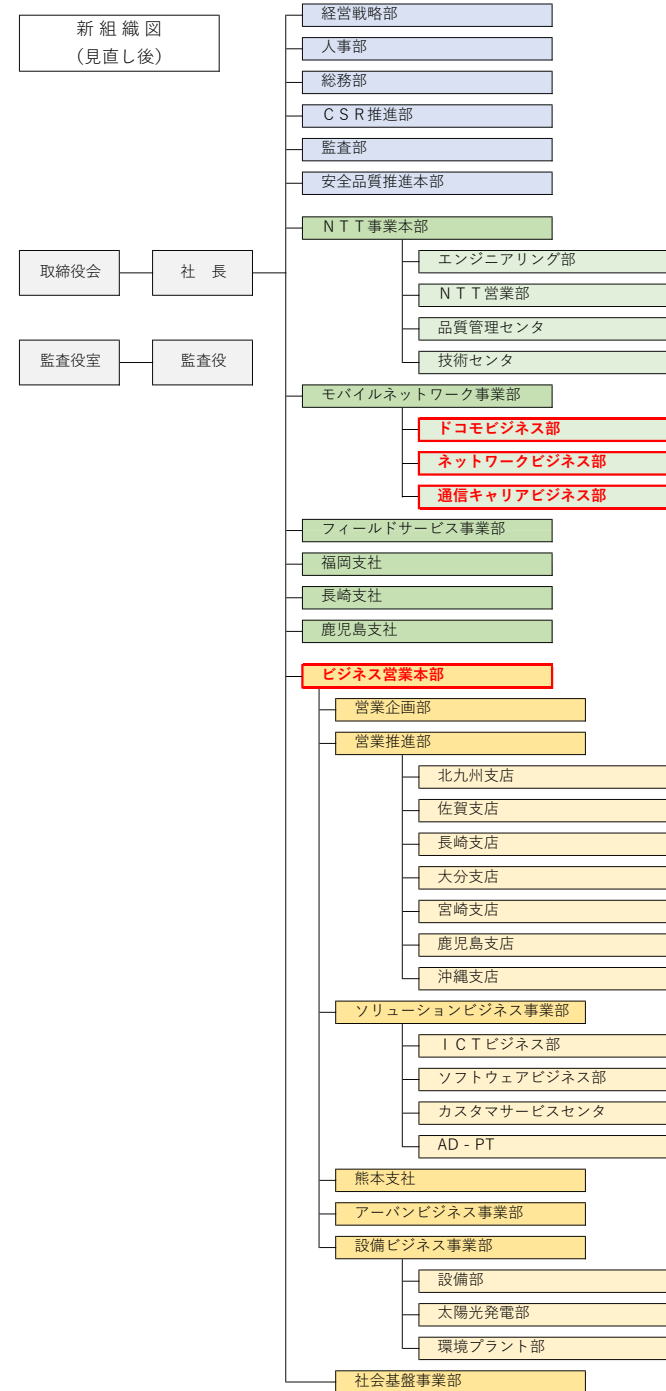 新 組 織 図
（見直し後）
経営戦略部
人事部
総務部
ＣＳＲ推進部
監査部
安全品質推進本部
ＮＴＴ事業本部
エンジニアリング部
取締役会
社　長
ＮＴＴ営業部
品質管理センタ
監査役室
監査役
技術センタ
モバイルネットワーク事業部
ドコモビジネス部
ネットワークビジネス部
通信キャリアビジネス部
フィールドサービス事業部
福岡支社
長崎支社
鹿児島支社
ビジネス営業本部
営業企画部
営業推進部
北九州支店
佐賀支店
長崎支店
大分支店
宮崎支店
鹿児島支店
沖縄支店
ソリューションビジネス事業部
ＩＣＴビジネス部
ソフトウェアビジネス部
カスタマサービスセンタ
AD - PT
熊本支社
アーバンビジネス事業部
設備ビジネス事業部
設備部
太陽光発電部
環境プラント部
社会基盤事業部